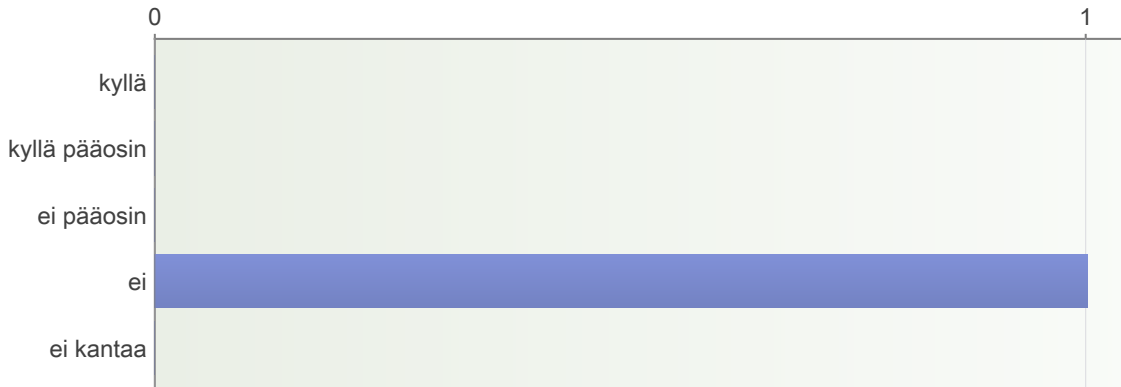 0 1
kyllä
kyllä pääosin
ei pääosin
ei
ei kantaa